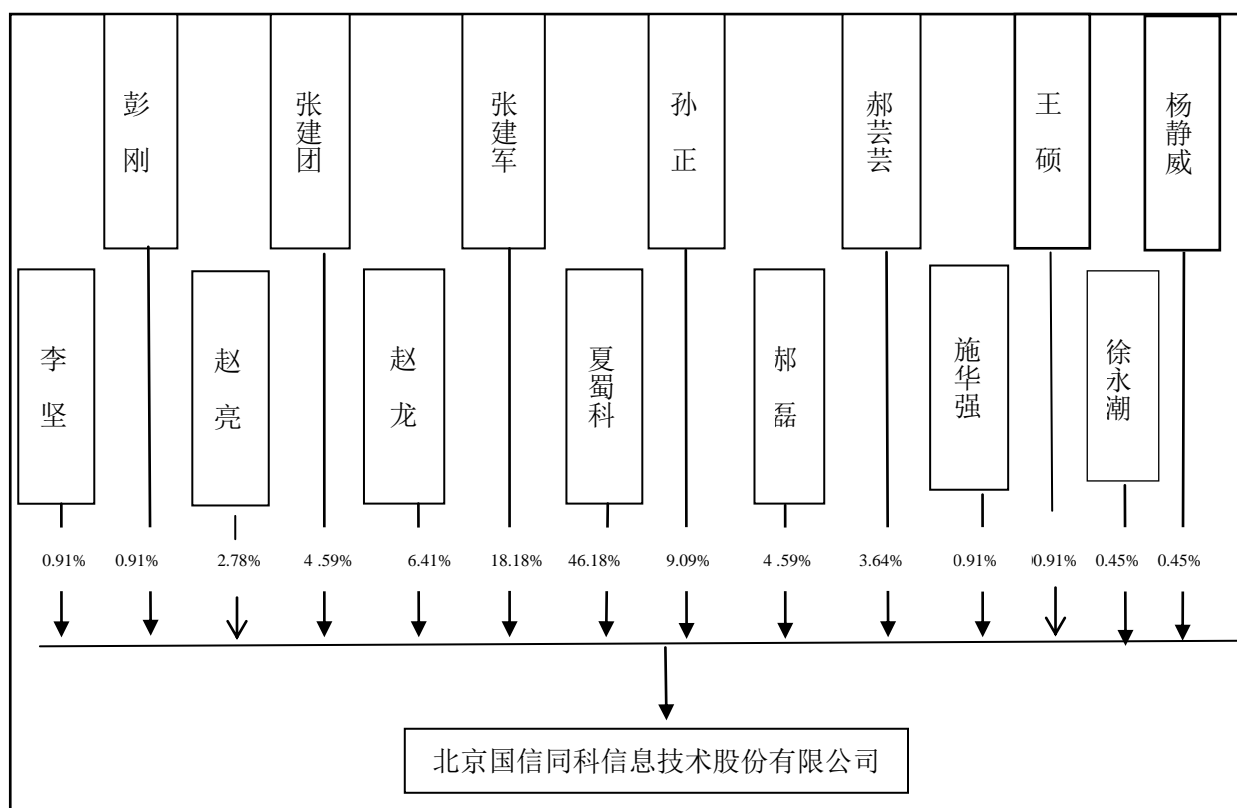 彭刚
张建团
张建军
孙正
郝芸芸
王硕
杨静威
李坚
赵亮
赵龙
夏蜀科
郝磊
施华强
徐永潮
0.91% 0.91% 2.78% 4 .59% 6.41% 18.18% 46.18% 9.09% 4 .59% 3.64% 0.91% 0.91% 0.45% 0.45%
北京国信同科信息技术股份有限公司